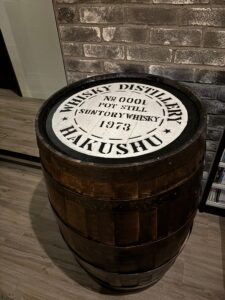 WHISKY DISTILLERY
No 0001
POT STILL
SUNTORY WHISKY
1973
HAKUSHU